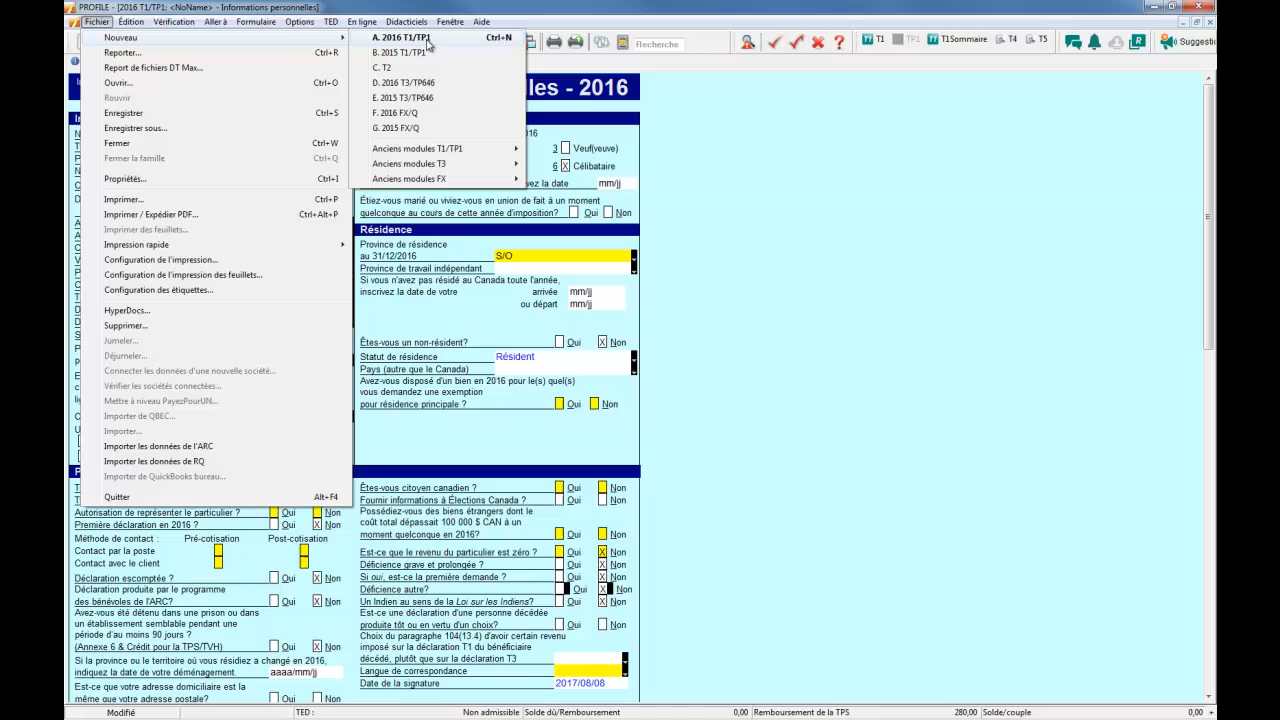 PROFILE - [2016 T1/TP1: <NoName> - Informations personnelles]
Fichier Édition Vérification Aller à Formulaire Options TED En ligne Didacticiels Fenêtre Aide
Nouveau
Reporter... Ctrl+R
Report de fichiers DT Max...
Ouvrir... Ctrl+O
Rouvrir
Enregistrer Ctrl+S
Enregistrer sous...
Fermer Ctrl+W
Fermer la famille Ctrl+Q
Propriétés... Ctrl+I
Imprimer... Ctrl+P
Imprimer / Expédier PDF... Ctrl+Alt+P
Imprimer des feuillets...
Impression rapide
Configuration de l'impression...
Configuration de l'impression des feuillets...
Configuration des étiquettes...
HyperDocs...
Supprimer...
Jumeler...
Déjumeler...
Connecter les données d'une nouvelle société...
Vérifier les sociétés connectées...
Mettre à niveau PayezPourUN...
Importer de QBEC...
Importer...
Importer les données de l'ARC
Importer les données de RQ
Importer de QuickBooks bureau...
Quitter Alt+F4
A. 2016 T1/TP1 Ctrl+N
B. 2015 T1/TP1
C. T2
D. 2016 T3/TP646
E. 2015 T3/TP646
F. 2016 FX/Q
G. 2015 FX/Q
Anciens modules T1/TP1
Anciens modules T3
Anciens modules FX
Recherche
T1 TP1 T1Sommaire T4 T5 Suggestio
lles - 2016
016
3 Veuf(veuve)
6 X Célibataire
vez la date mm/jj
Étiez-vous marié ou viviez-vous en union de fait à un moment
quelconque au cours de cette année d'imposition? Oui Non
Résidence
Province de résidence
au 31/12/2016 S/O
Province de travail indépendant
Si vous n'avez pas résidé au Canada toute l'année,
inscrivez la date de votre arrivée mm/jj
ou départ mm/jj
Êtes-vous un non-résident? Oui X Non
Statut de résidence Résident
Pays (autre que le Canada)
Avez-vous disposé d'un bien en 2016 pour le(s) quel(s)
vous demandez une exemption
pour résidence principale ? Oui Non
Êtes-vous citoyen canadien ? Oui Non
Fournir informations à Élections Canada ? Oui Non
Possédiez-vous des biens étrangers dont le
coût total dépassait 100 000 $ CAN à un
moment quelconque en 2016? Oui Non
Est-ce que le revenu du particulier est zéro ? Oui X Non
Déficience grave et prolongée ? Oui X Non
Si oui, est-ce la première demande ? Oui X Non
Déficience autre? Oui X Non
Un Indien au sens de la Loi sur les Indiens? Oui X Non
Est-ce une déclaration d'une personne décédée
produite tôt ou en vertu d'un choix? Oui Non
Choix du paragraphe 104(13.4) d'avoir certain revenu
imposé sur la déclaration T1 du bénéficiaire
décédé, plutôt que sur la déclaration T3
Langue de correspondance
Date de la signature 2017/08/08
Autorisation de représenter le particulier ? Oui Non
Première déclaration en 2016 ? Oui X Non
Méthode de contact : Pré-cotisation Post-cotisation
Contact par la poste
Contact avec le client
Déclaration escomptée ? Oui X Non
Déclaration produite par le programme
des bénévoles de l'ARC? Oui X Non
Avez-vous été détenu dans une prison ou dans
un établissement semblable pendant une
période d'au moins 90 jours ?
(Annexe 6 & Crédit pour la TPS/TVH) Oui X Non
Si la province ou le territoire où vous résidiez a changé en 2016,
indiquez la date de votre déménagement. aaaa/mm/jj
Est-ce que votre adresse domiciliaire est la
même que votre adresse postale? Oui Non
Modifié TED : Non admissible Solde dû/Remboursement 0,00 Remboursement de la TPS 280,00 Solde/couple 0,00